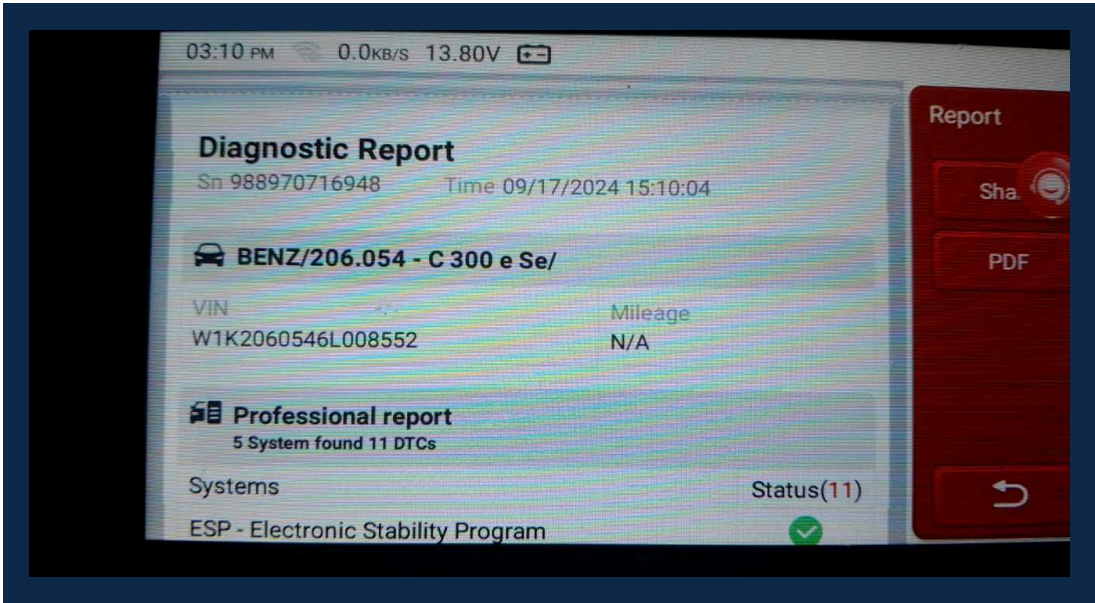 03:10 PM 0.0KB/S 13.80V
Report
Diagnostic Report
Sn 988970716948 Time 09/17/2024 15:10:04
Sha
BENZ/206.054 - C 300 e Se/
PDF
VIN Mileage
W1K2060546L008552 N/A
Professional report
5 System found 11 DTCs
Systems Status(11)
ESP - Electronic Stability Program